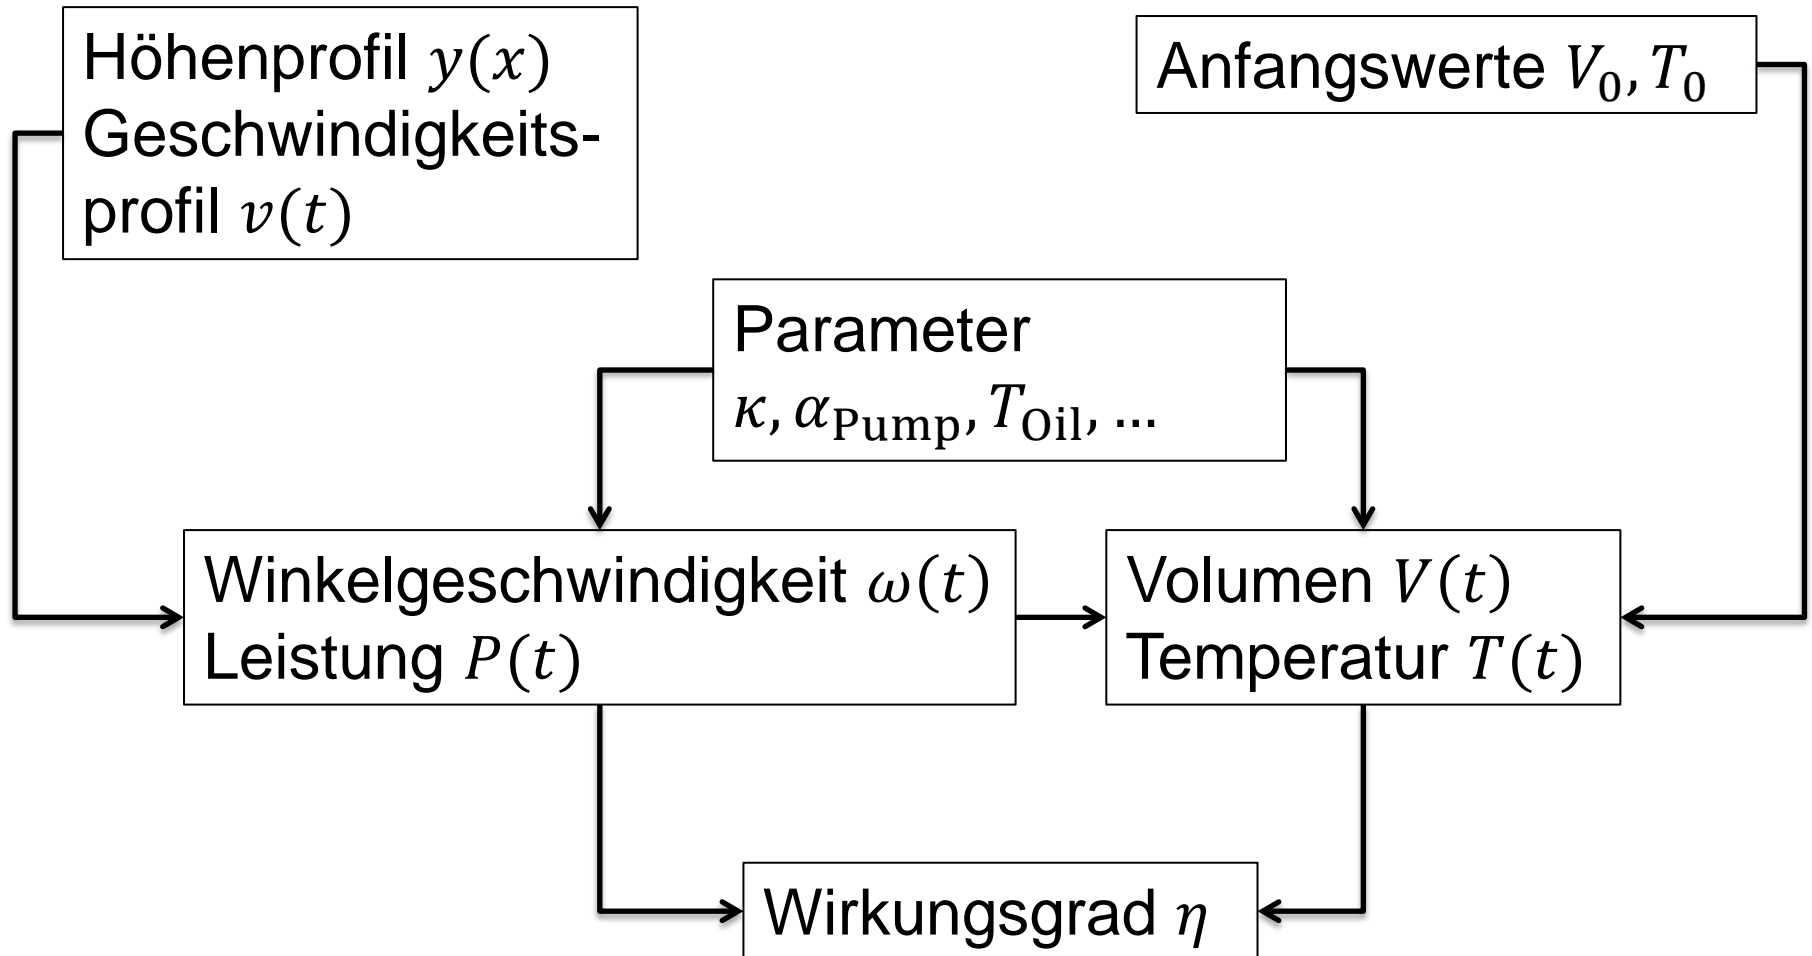 Höhenprofil y(x)
Geschwindigkeits-
profil v(t)
Anfangswerte V₀, T₀
Parameter
κ, α_Pump, T_Oil, …
Winkelgeschwindigkeit ω(t)
Leistung P(t)
Volumen V(t)
Temperatur T(t)
Wirkungsgrad η